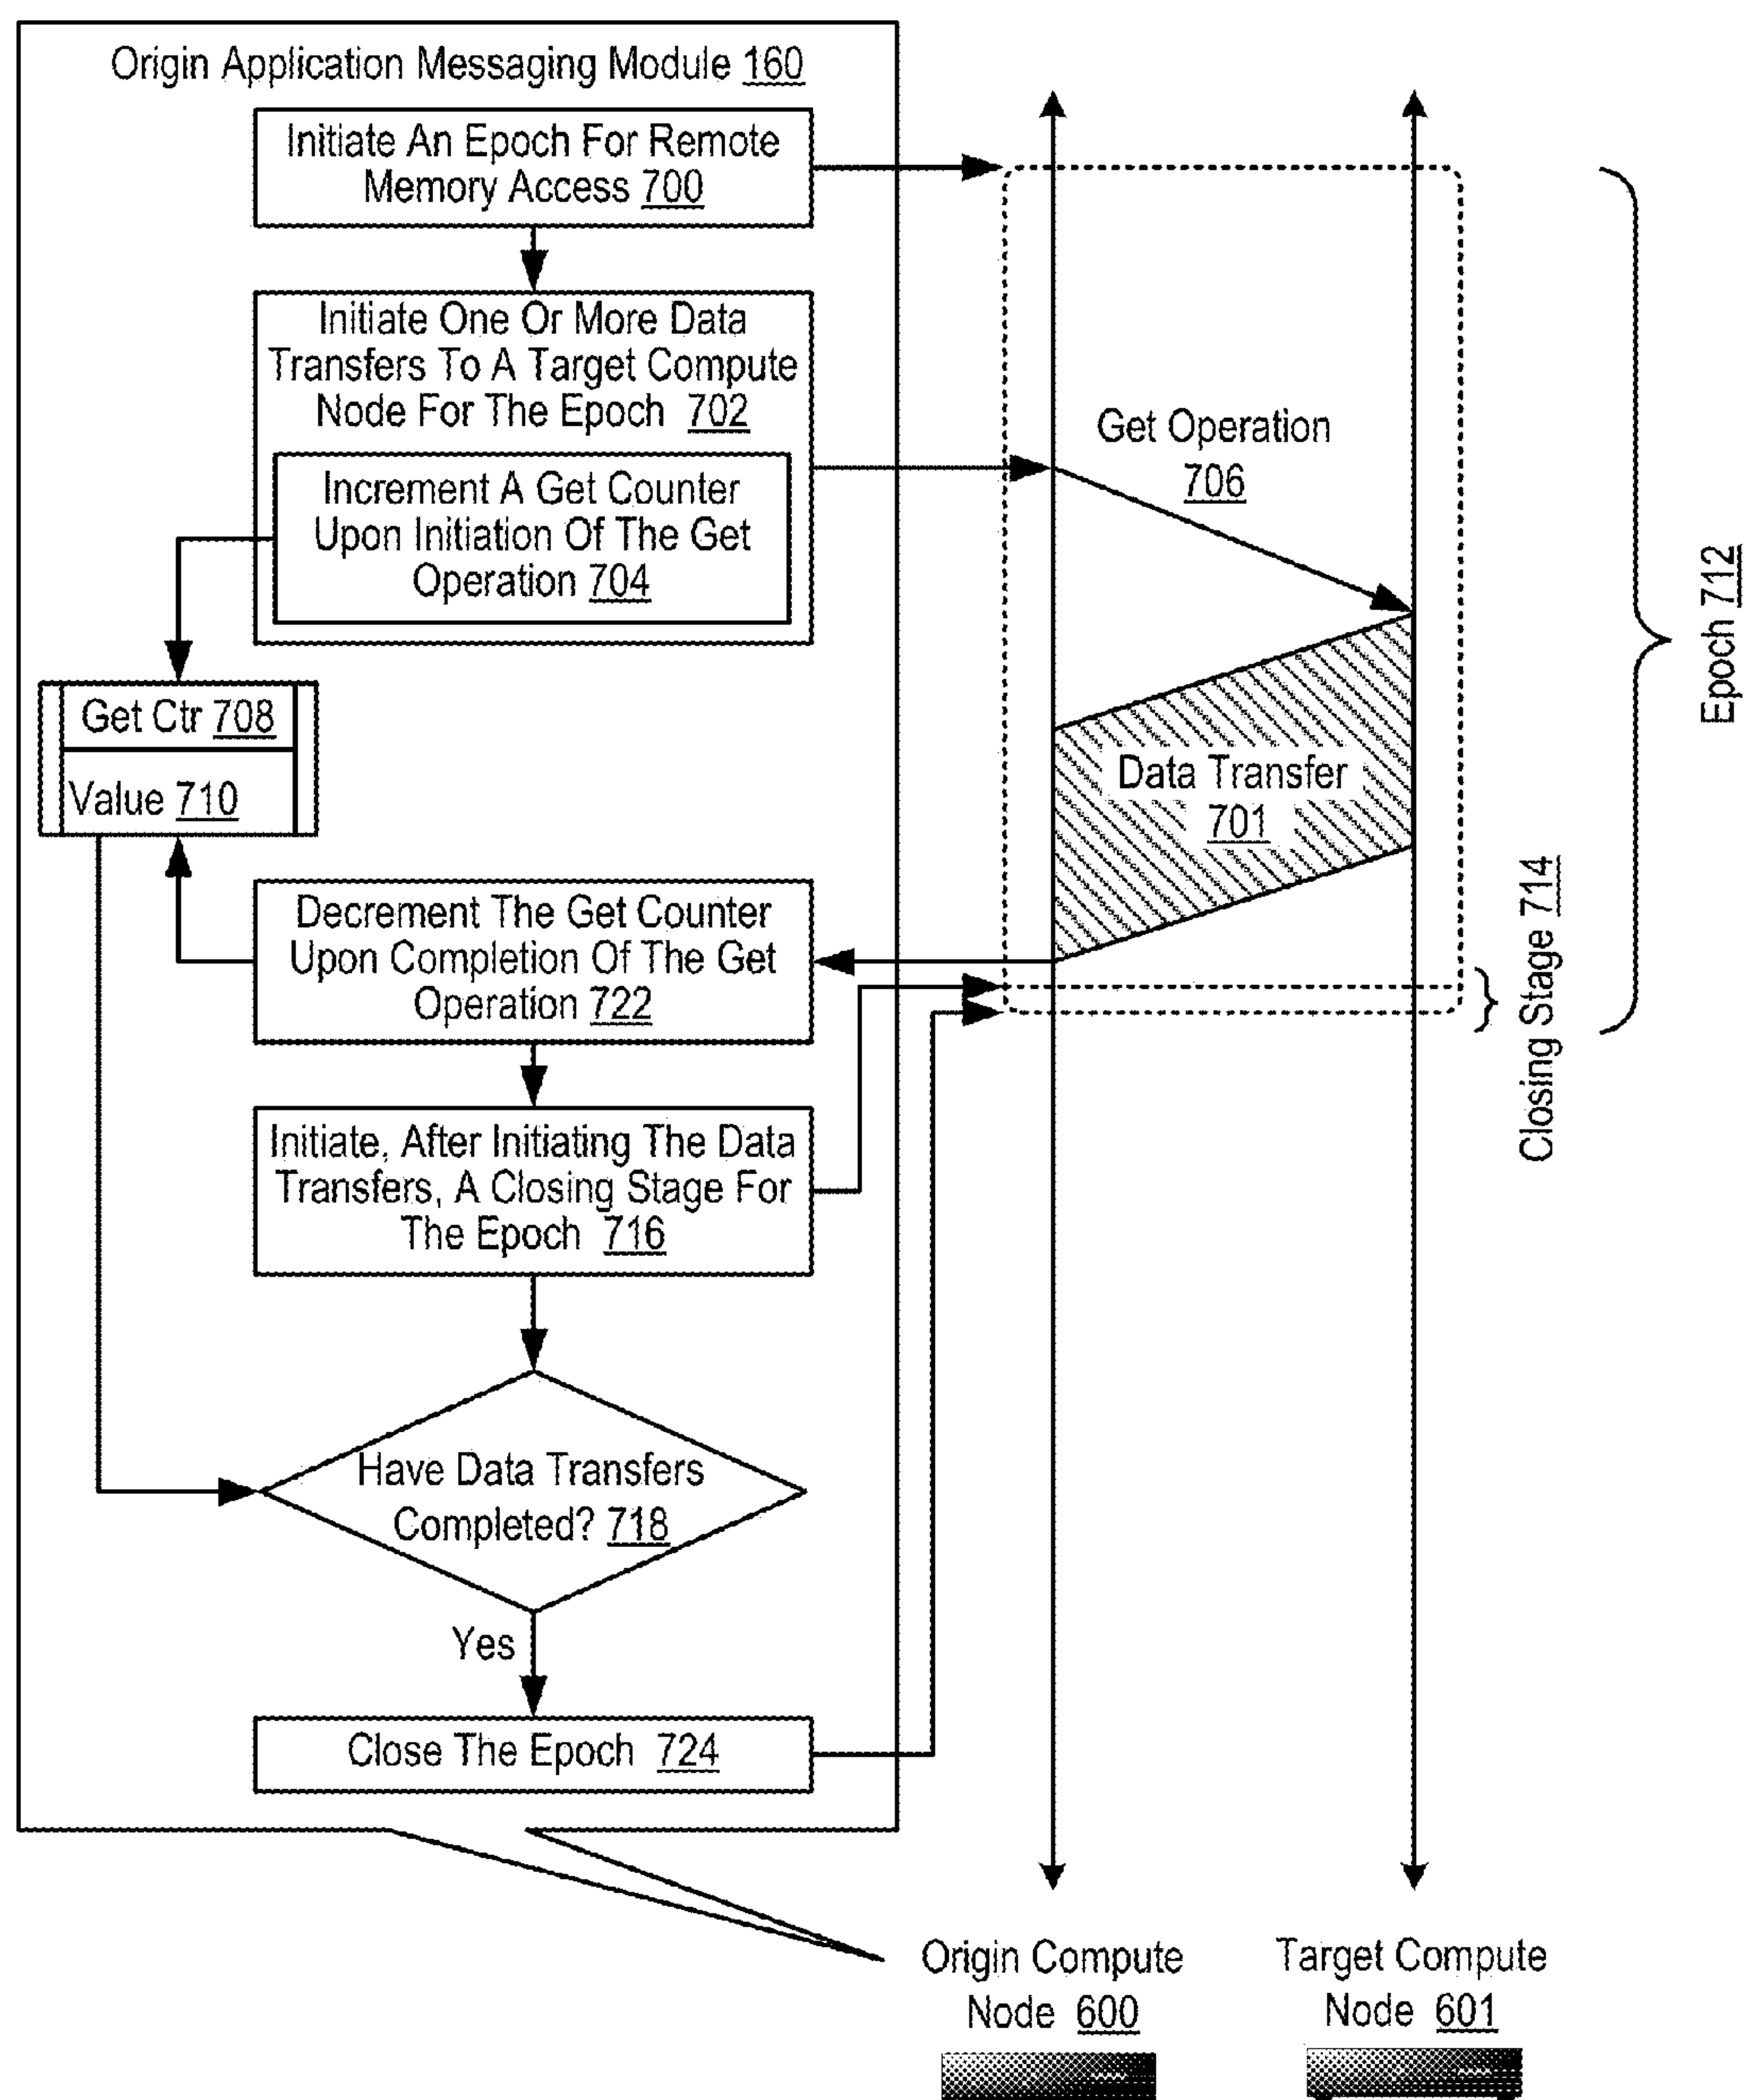 Origin Application Messaging Module 160
Initiate An Epoch For Remote
Memory Access 700
Initiate One Or More Data
Transfers To A Target Compute
Node For The Epoch 702
Increment A Get Counter
Upon Initiation Of The Get
Operation 704
Get Operation
706
Get Ctr 708
Value 710
Data Transfer
701
Epoch 712
Closing Stage 714
Decrement The Get Counter
Upon Completion Of The Get
Operation 722
Initiate, After Initiating The Data
Transfers, A Closing Stage For
The Epoch 716
Have Data Transfers
Completed? 718
Yes
Close The Epoch 724
Origin Compute
Node 600
Target Compute
Node 601